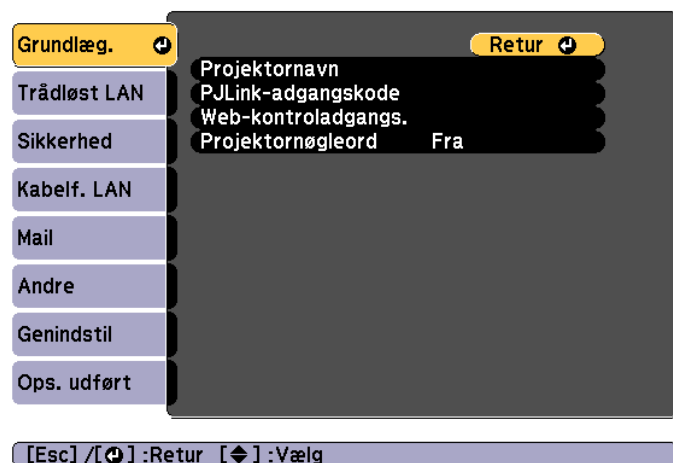 Grundlæg.
Retur
Projektornavn
Trådløst LAN
PJLink-adgangskode
Web-kontroladgangs.
Sikkerhed
Projektornøgleord Fra
Kabelf. LAN
Mail
Andre
Genindstil
Ops. udført
[Esc] /[⏎] :Retur [◆] :Vælg